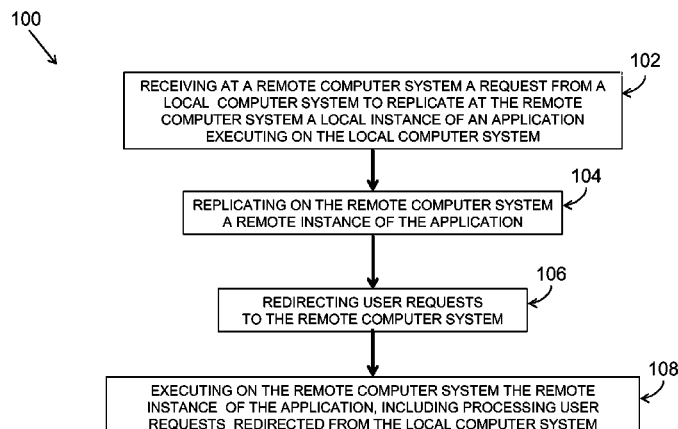 100
102
RECEIVING AT A REMOTE COMPUTER SYSTEM A REQUEST FROM A
LOCAL COMPUTER SYSTEM TO REPLICATE AT THE REMOTE
COMPUTER SYSTEM A LOCAL INSTANCE OF AN APPLICATION
EXECUTING ON THE LOCAL COMPUTER SYSTEM
104
REPLICATING ON THE REMOTE COMPUTER SYSTEM
A REMOTE INSTANCE OF THE APPLICATION
106
REDIRECTING USER REQUESTS
TO THE REMOTE COMPUTER SYSTEM
108
EXECUTING ON THE REMOTE COMPUTER SYSTEM THE REMOTE
INSTANCE OF THE APPLICATION, INCLUDING PROCESSING USER
REQUESTS REDIRECTED FROM THE LOCAL COMPUTER SYSTEM